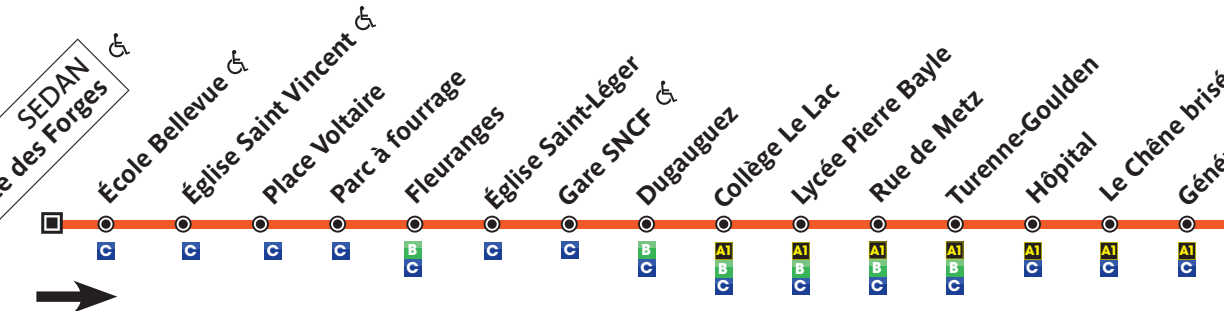 SEDAN
des Forges
École Bellevue
Église Saint Vincent
Place Voltaire
Parc à fourrage
Fleuranges
Église Saint-Léger
Gare SNCF
Dugauguez
Collège Le Lac
Lycée Pierre Bayle
Rue de Metz
Turenne-Goulden
Hôpital
Le Chêne brisé
C
C
C
C
B
C
C
C
B
C
A1
B
C
A1
B
C
A1
B
C
A1
B
C
A1
C
A1
C
A1
C